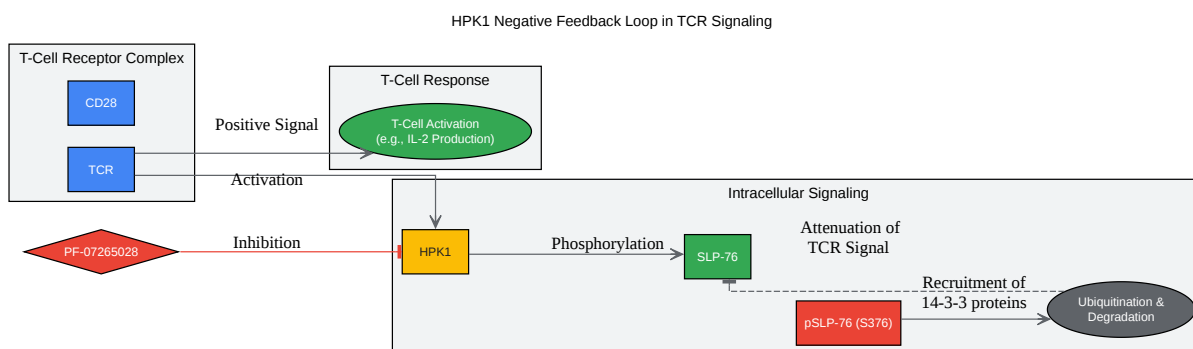 HPK1 Negative Feedback Loop in TCR Signaling
T-Cell Receptor Complex
CD28
TCR
T-Cell Response
T-Cell Activation
(e.g., IL-2 Production)
Positive Signal
Activation
Intracellular Signaling
PF-07265028
Inhibition
HPK1
Phosphorylation
SLP-76
Attenuation of
TCR Signal
Recruitment of
14-3-3 proteins
pSLP-76 (S376)
Ubiquitination &
Degradation